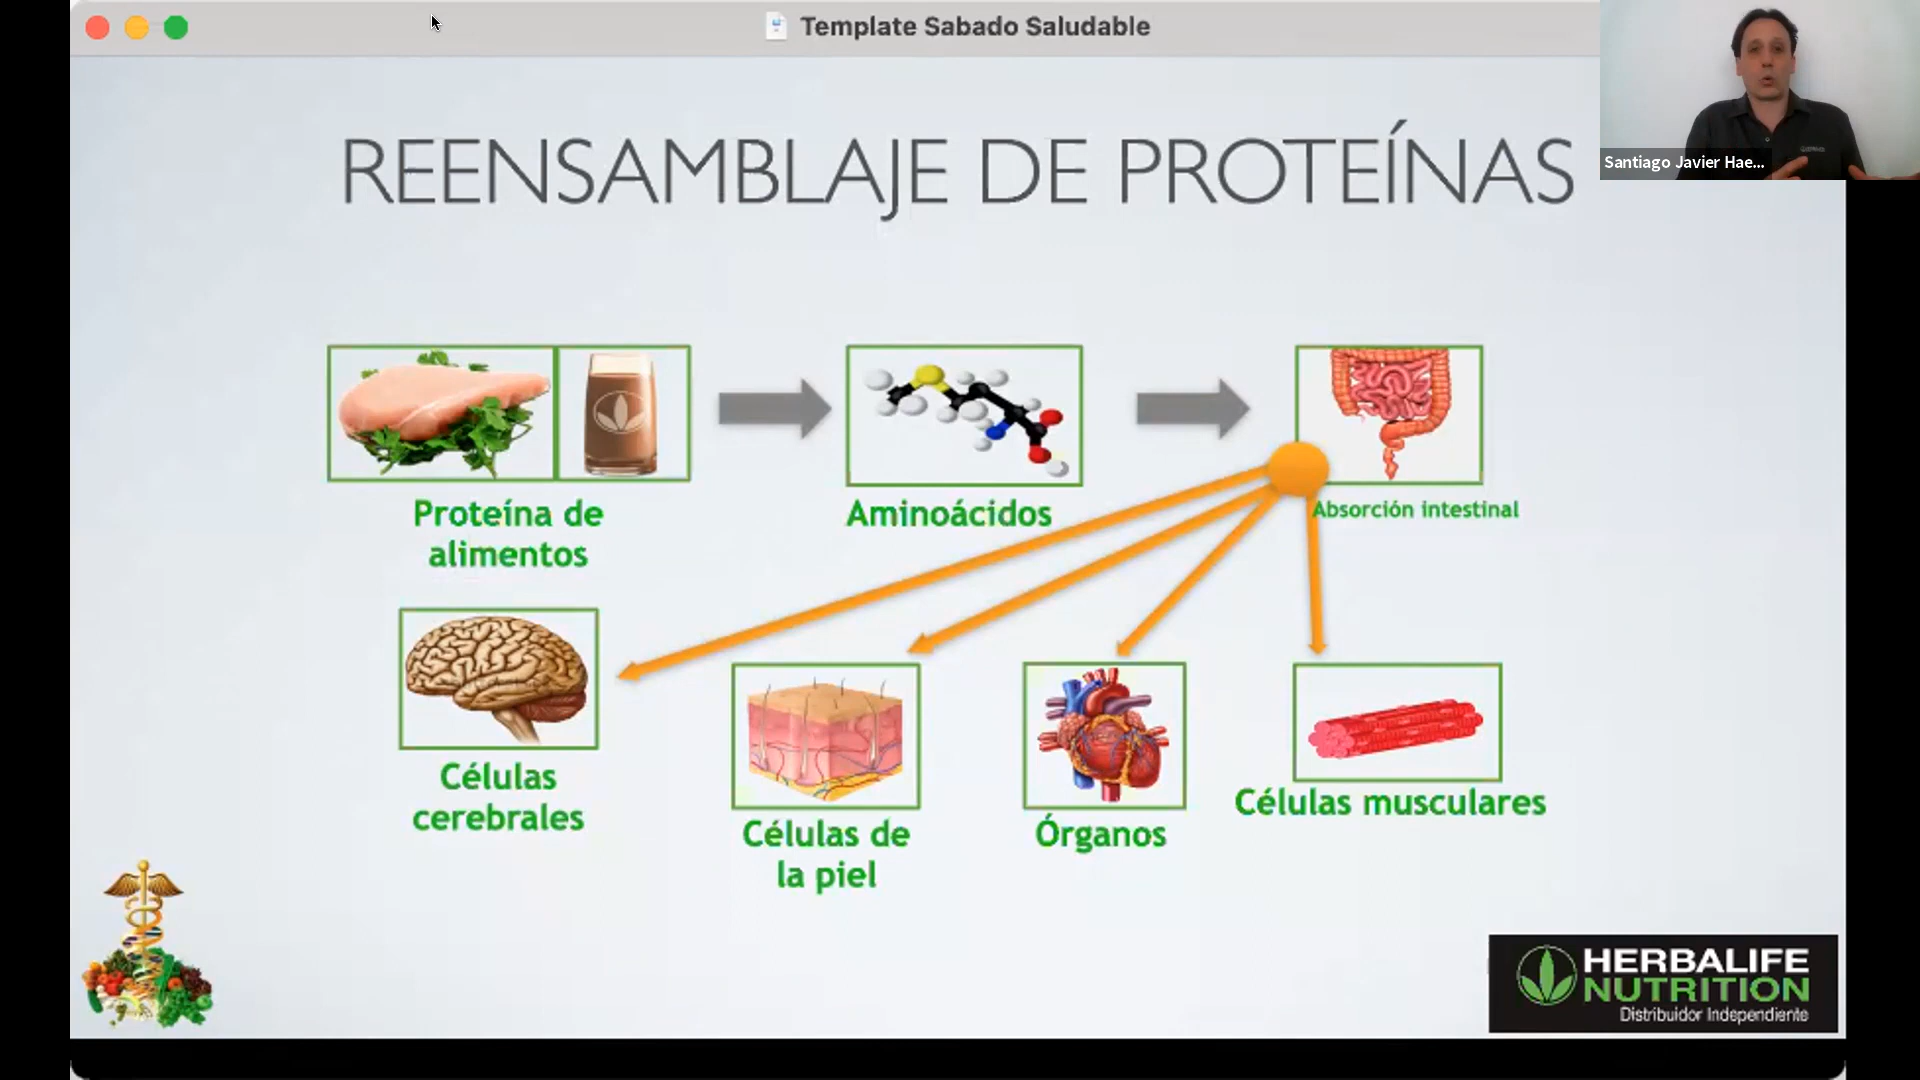 Template Sabado Saludable
Santiago Javier Hae...
REENSAMBLAJE DE PROTEÍNAS
Proteína de
alimentos
Aminoácidos
Absorción intestinal
Células
cerebrales
Células de
la piel
Órganos
Células musculares
HERBALIFE
NUTRITION
Distribuidor Independiente